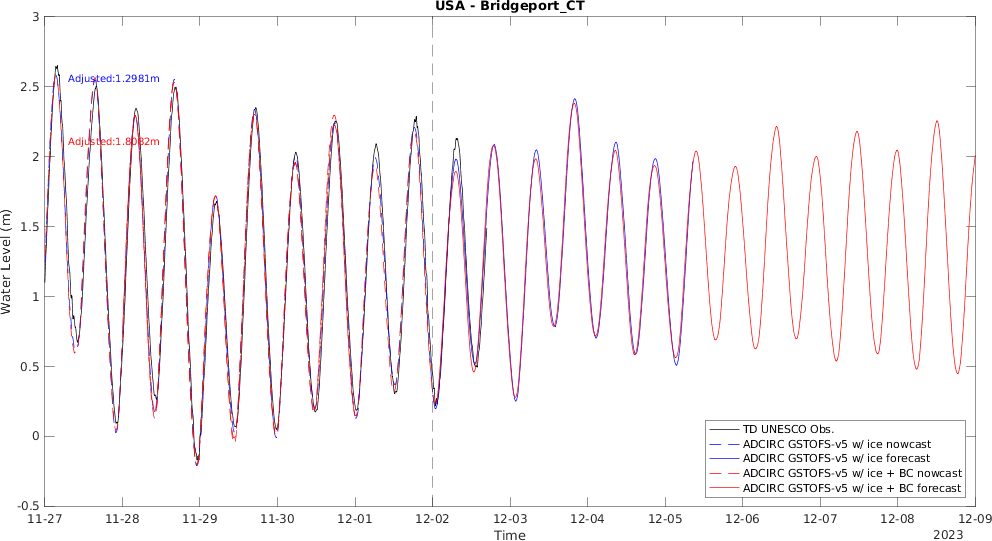 USA - Bridgeport_CT
3
2.5
2
1.5
1
0.5
0
-0.5
Water Level (m)
Adjusted:1.2981m
Adjusted:1.8082m
TD UNESCO Obs.
ADCIRC GSTOFS-v5 w/ ice nowcast
ADCIRC GSTOFS-v5 w/ ice forecast
ADCIRC GSTOFS-v5 w/ ice + BC nowcast
ADCIRC GSTOFS-v5 w/ ice + BC forecast
11-27 11-28 11-29 11-30 12-01 12-02 12-03 12-04 12-05 12-06 12-07 12-08 12-09
Time
2023